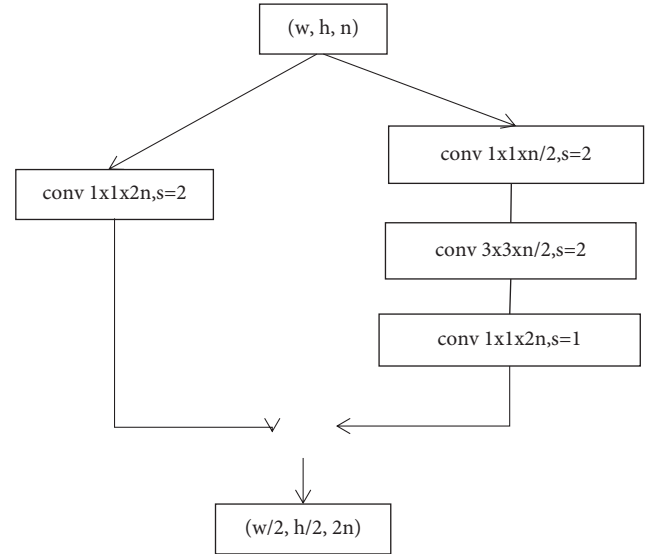 (w, h, n)
conv 1x1xn/2,s=2
conv 1x1x2n,s=2
conv 3x3xn/2,s=2
conv 1x1x2n,s=1
(w/2, h/2, 2n)